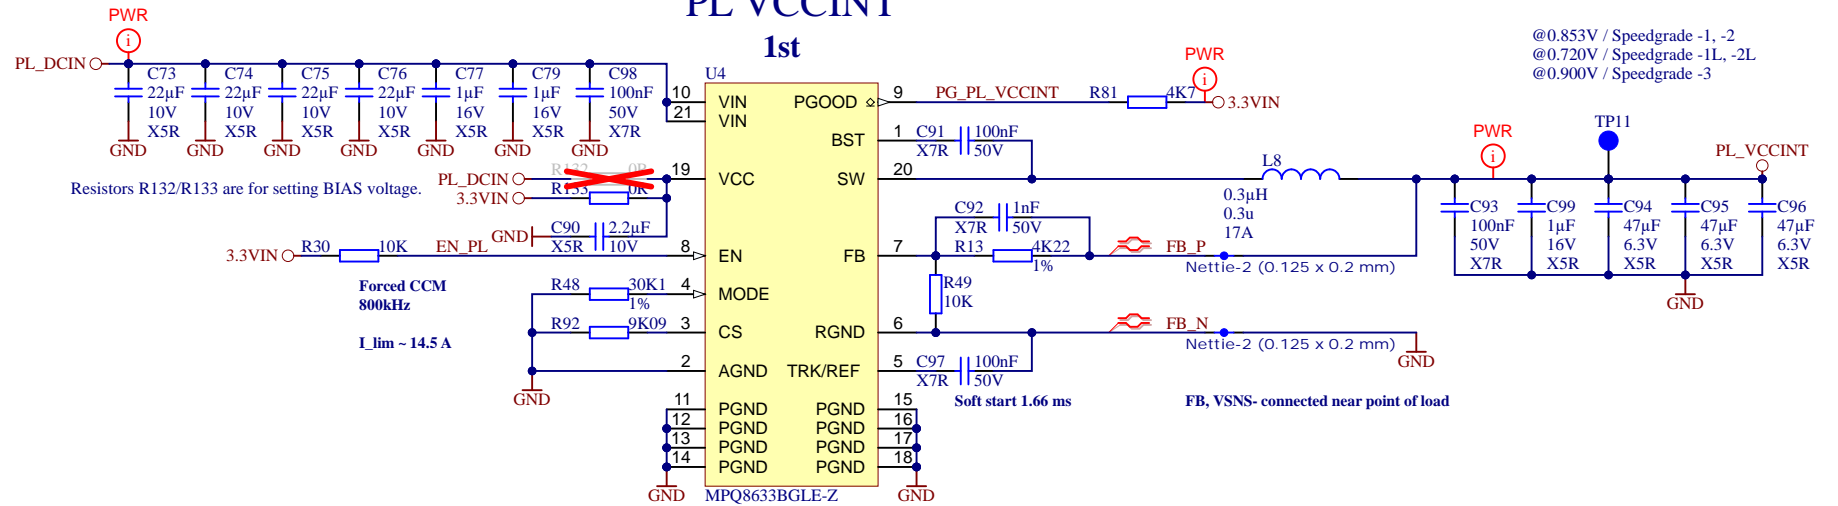 PL VCCINT
1st
PWR
PL_DCIN
C73
22µF
10V
X5R
GND
C74
22µF
10V
X5R
GND
C75
22µF
10V
X5R
GND
C76
22µF
10V
X5R
GND
C77
1µF
16V
X5R
GND
C79
1µF
16V
X5R
GND
C98
100nF
50V
X7R
GND
Resistors R132/R133 are for setting BIAS voltage.
PL_DCIN
R132 0R
3.3VIN
R133 0R
GND
C90 2.2µF
X5R 10V
3.3VIN
R30 10K
EN_PL
Forced CCM
800kHz
I_lim ~ 14.5 A
R48 30K1
1%
R92 9K09
GND
U4
10 VIN
21 VIN
19 VCC
8 EN
4 MODE
3 CS
2 AGND
11 PGND
12 PGND
13 PGND
14 PGND
GND
PGOOD 9
BST 1
SW 20
FB 7
RGND 6
TRK/REF 5
PGND 15
PGND 16
PGND 17
PGND 18
GND
MPQ8633BGLE-Z
PG_PL_VCCINT
R81 4K7
PWR
3.3VIN
C91 100nF
X7R 50V
L8
0.3µH
0.3u
17A
C92 1nF
X7R 50V
R13 4K22
1%
FB_P
Nettie-2 (0.125 x 0.2 mm)
R49
10K
FB_N
Nettie-2 (0.125 x 0.2 mm)
GND
C97 100nF
X7R 50V
Soft start 1.66 ms
FB, VSNS- connected near point of load
@0.853V / Speedgrade -1, -2
@0.720V / Speedgrade -1L, -2L
@0.900V / Speedgrade -3
PWR
TP11
PL_VCCINT
C93
100nF
50V
X7R
C99
1µF
16V
X5R
C94
47µF
6.3V
X5R
C95
47µF
6.3V
X5R
C96
47µF
6.3V
X5R
GND